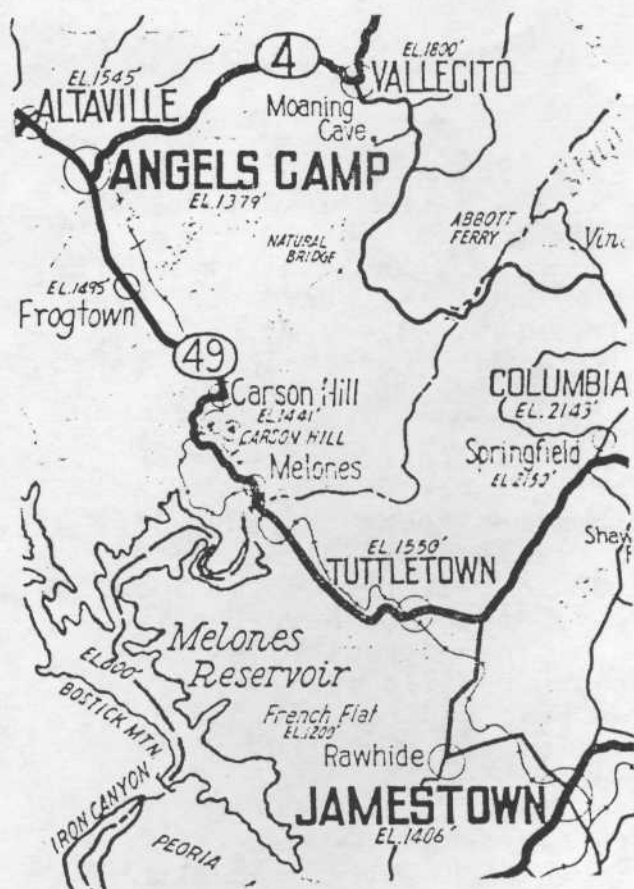 EL.1545'
ALTAVILLE
4
EL.1800'
VALLECITO
Moaning
Cave
ANGELS CAMP
EL.1379'
NATURAL
BRIDGE
ABBOTT
FERRY
EL.1495'
Frogtown
49
Carson Hill
EL.1441'
CARSON HILL
Melones
COLUMBIA
EL.2143'
Springfield
EL.1550'
TUTTLETOWN
Melones
Reservoir
EL.800'
BOSTICK MTN.
French Flat
EL.1200'
Rawhide
IRON CANYON
PEORIA
JAMESTOWN
EL.1406'